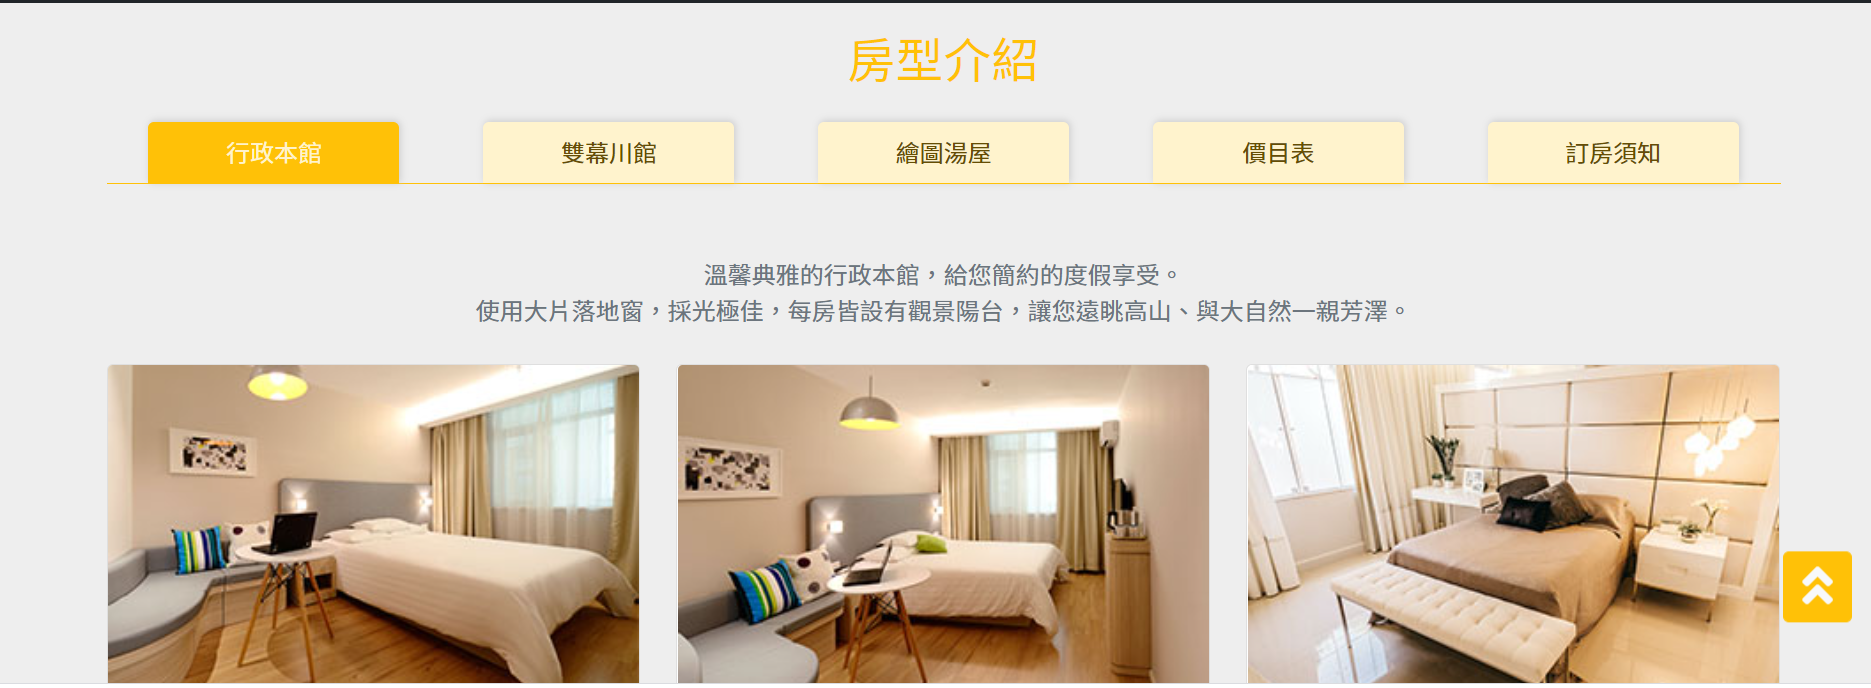 房型介紹
行政本館
雙幕川館
繪圖湯屋
價目表
訂房須知
溫馨典雅的行政本館，給您簡約的度假享受。
使用大片落地窗，採光極佳，每房皆設有觀景陽台，讓您遠眺高山、與大自然一親芳澤。